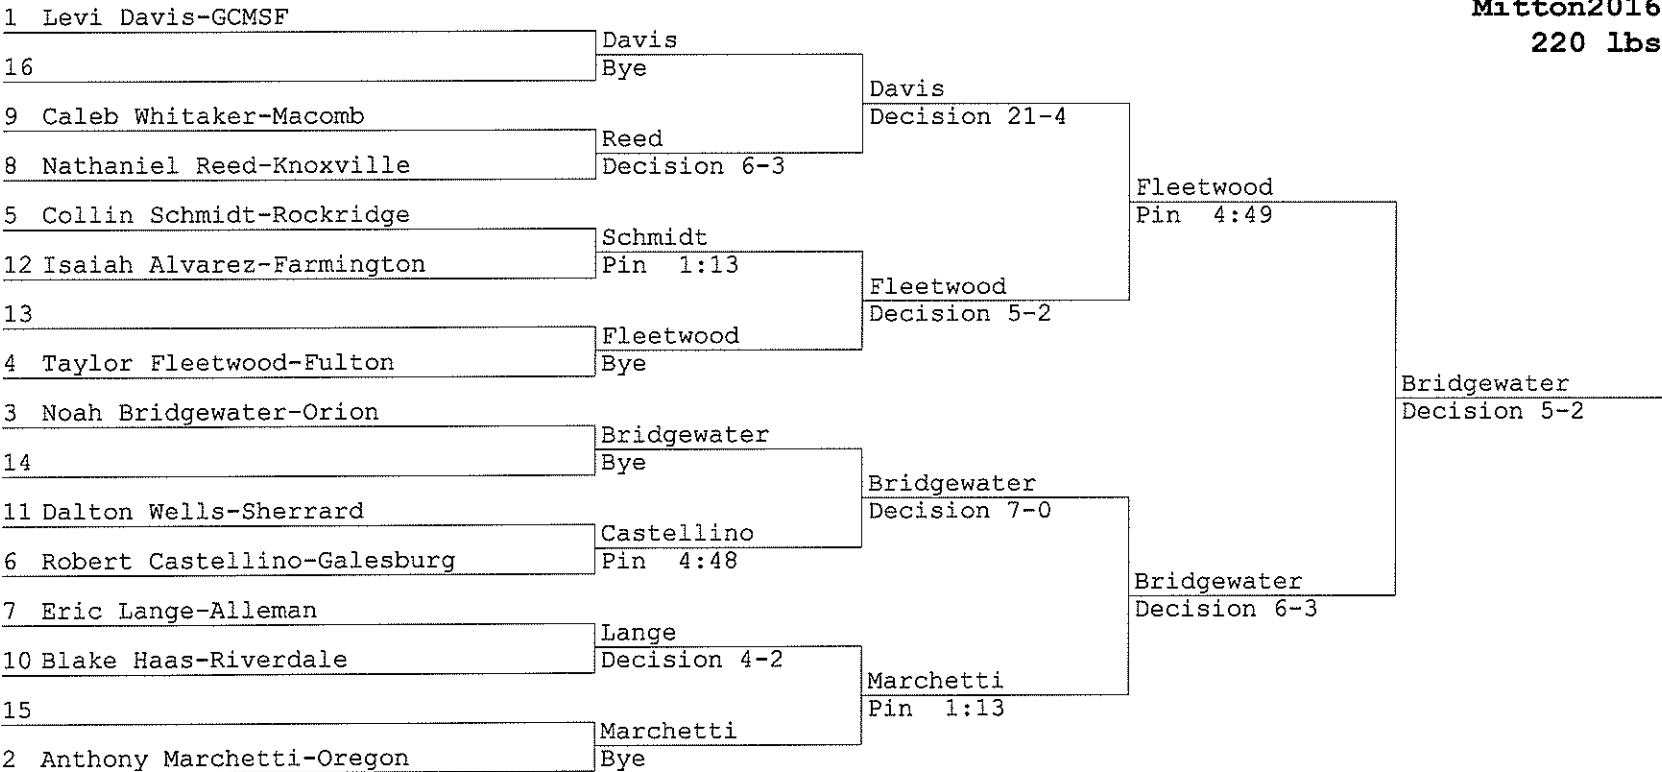 Mitton2016
220 lbs
1 Levi Davis-GCMSF
16
9 Caleb Whitaker-Macomb
8 Nathaniel Reed-Knoxville
5 Collin Schmidt-Rockridge
12 Isaiah Alvarez-Farmington
13
4 Taylor Fleetwood-Fulton
3 Noah Bridgewater-Orion
14
11 Dalton Wells-Sherrard
6 Robert Castellino-Galesburg
7 Eric Lange-Alleman
10 Blake Haas-Riverdale
15
2 Anthony Marchetti-Oregon
Davis
Bye
Reed
Decision 6-3
Schmidt
Pin 1:13
Fleetwood
Bye
Bridgewater
Bye
Castellino
Pin 4:48
Lange
Decision 4-2
Marchetti
Bye
Davis
Decision 21-4
Fleetwood
Decision 5-2
Bridgewater
Decision 7-0
Marchetti
Pin 1:13
Fleetwood
Pin 4:49
Bridgewater
Decision 6-3
Bridgewater
Decision 5-2